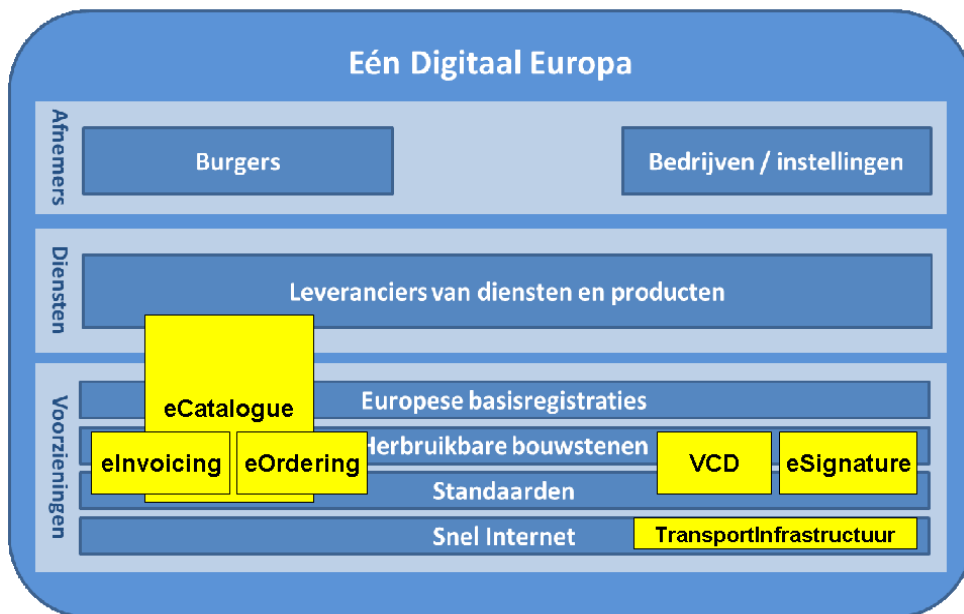 Eén Digitaal Europa
Afnemers
Burgers
Bedrijven / instellingen
Diensten
Leveranciers van diensten en producten
Voorzieningen
Europese basisregistraties
eCatalogue
Herbruikbare bouwstenen
eInvoicing
eOrdering
VCD
eSignature
Standaarden
Snel Internet
TransportInfrastructuur